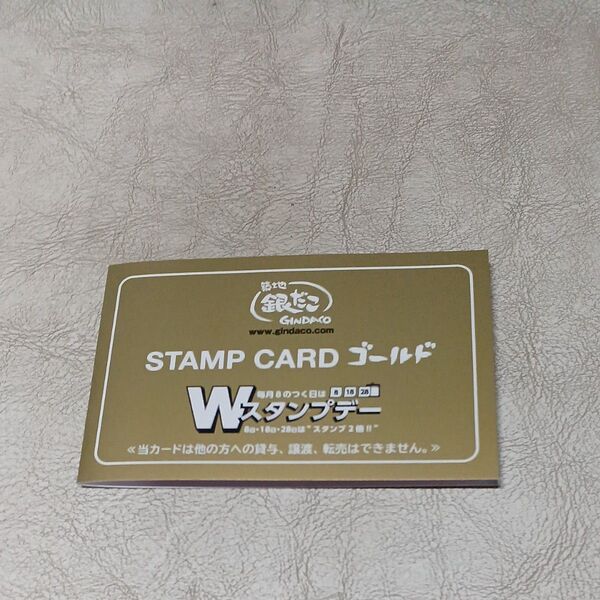 築地
銀だこ
GINDACO
www.gindaco.com
STAMP CARD ゴールド
毎月8のつく日は 8 18 28
Wスタンプデー
8日・18日・28日は"スタンプ2倍!!"
≪当カードは他の方への貸与、譲渡、転売はできません。≫